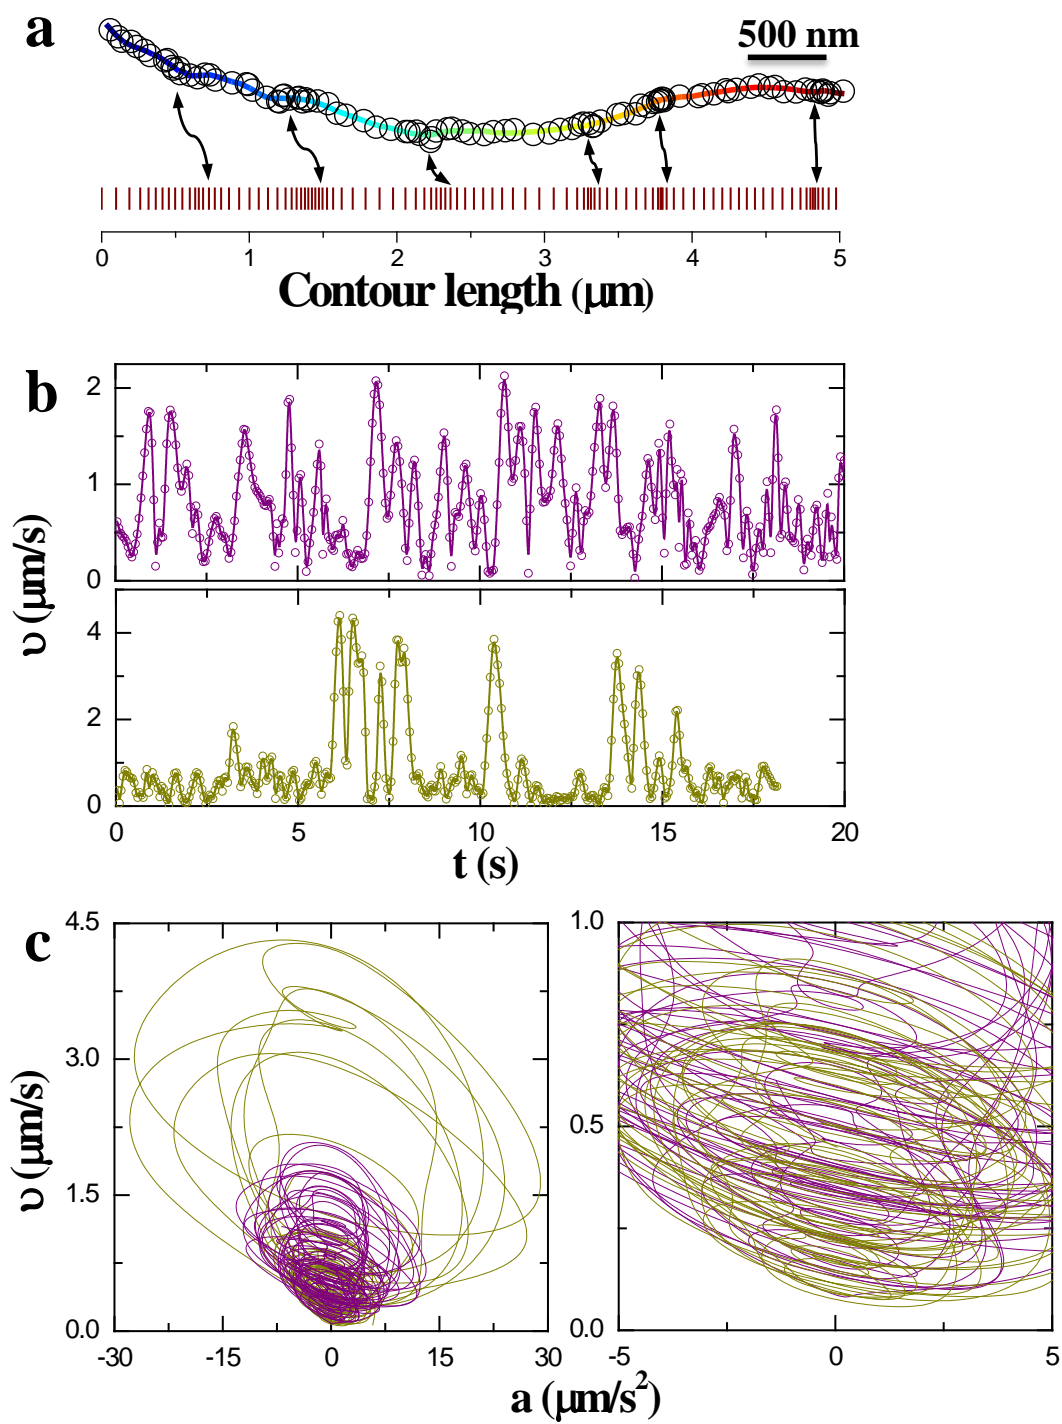 a
500 nm
0 1 2 3 4 5
Contour length (μm)
b
2
1
0
4
2
0
υ (μm/s)
0 5 10 15 20
t (s)
c
4.5
3.0
1.5
0.0
υ (μm/s)
-30 -15 0 15 30
1.0
0.5
0.0
-5 0 5
a (μm/s²)